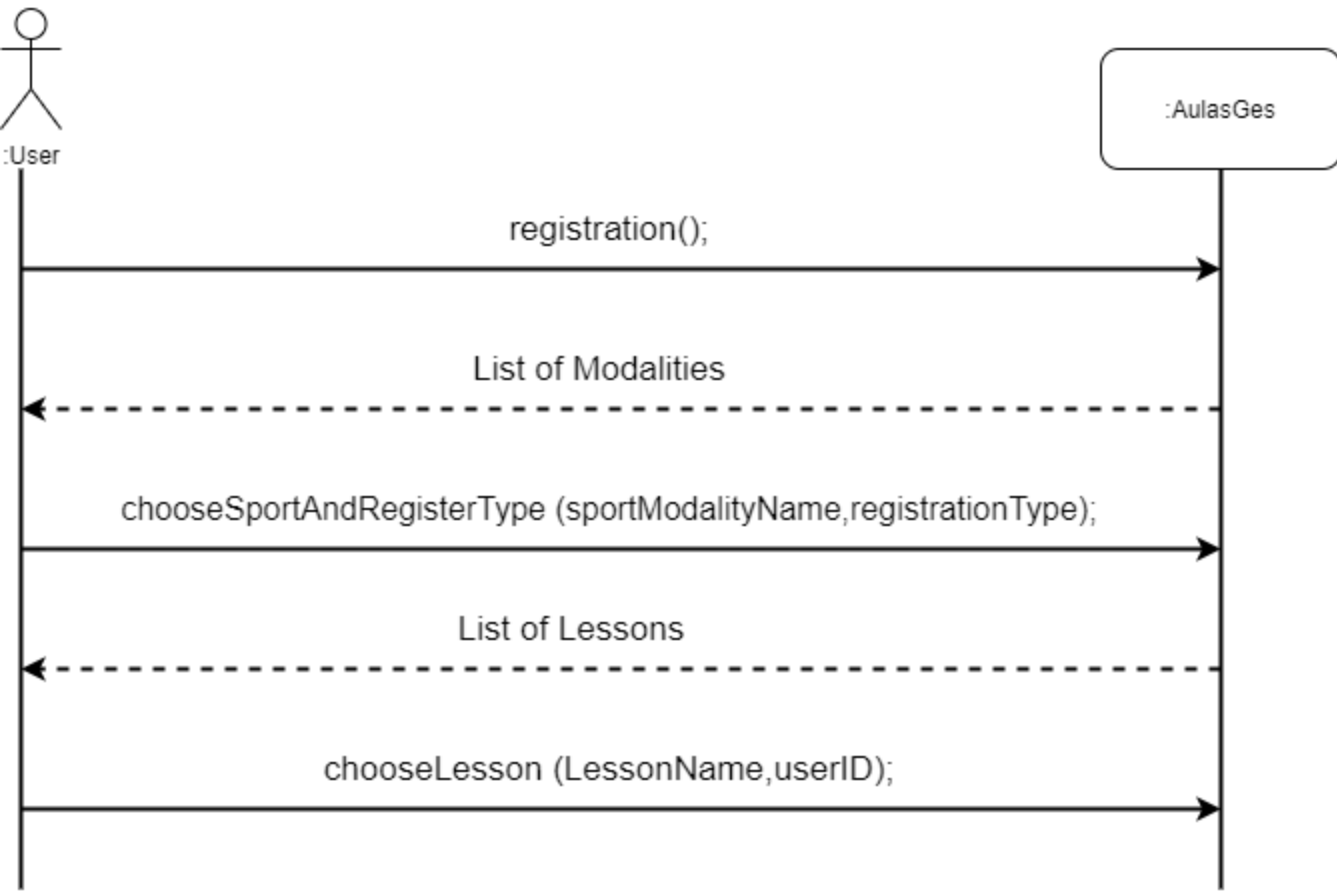 :User
:AulasGes
registration();
List of Modalities
chooseSportAndRegisterType (sportModalityName,registrationType);
List of Lessons
chooseLesson (LessonName,userID);